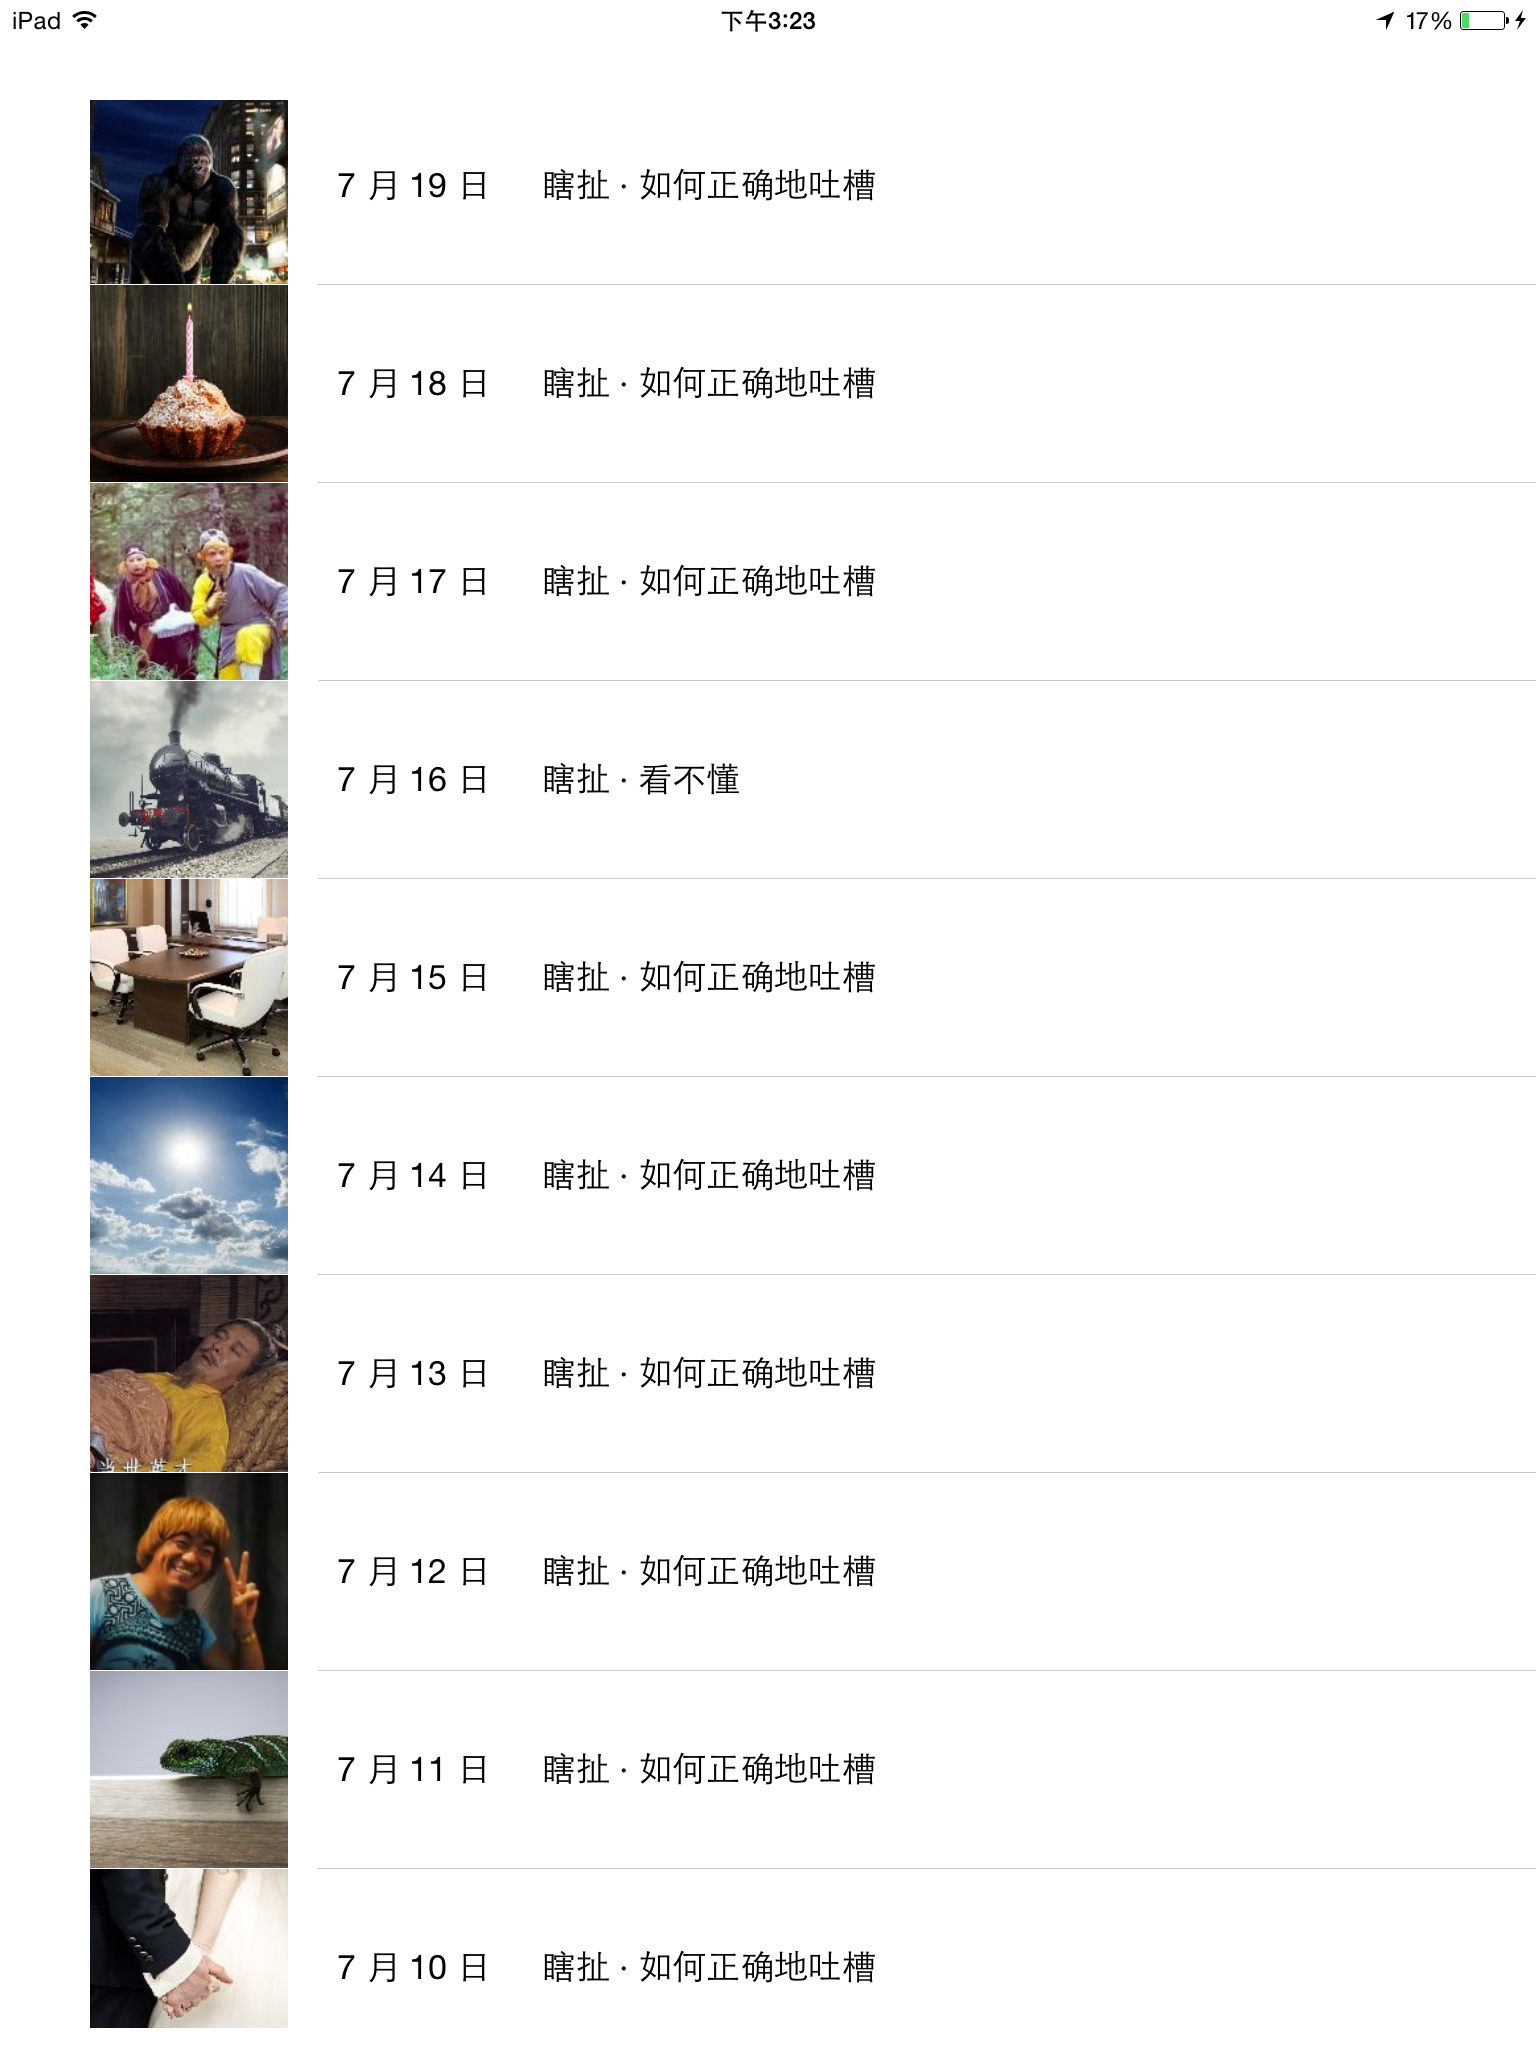 iPad 下午3:23 17%
7 月 19 日 瞎扯 · 如何正确地吐槽
7 月 18 日 瞎扯 · 如何正确地吐槽
7 月 17 日 瞎扯 · 如何正确地吐槽
7 月 16 日 瞎扯 · 看不懂
7 月 15 日 瞎扯 · 如何正确地吐槽
7 月 14 日 瞎扯 · 如何正确地吐槽
7 月 13 日 瞎扯 · 如何正确地吐槽
当世英才
7 月 12 日 瞎扯 · 如何正确地吐槽
7 月 11 日 瞎扯 · 如何正确地吐槽
7 月 10 日 瞎扯 · 如何正确地吐槽